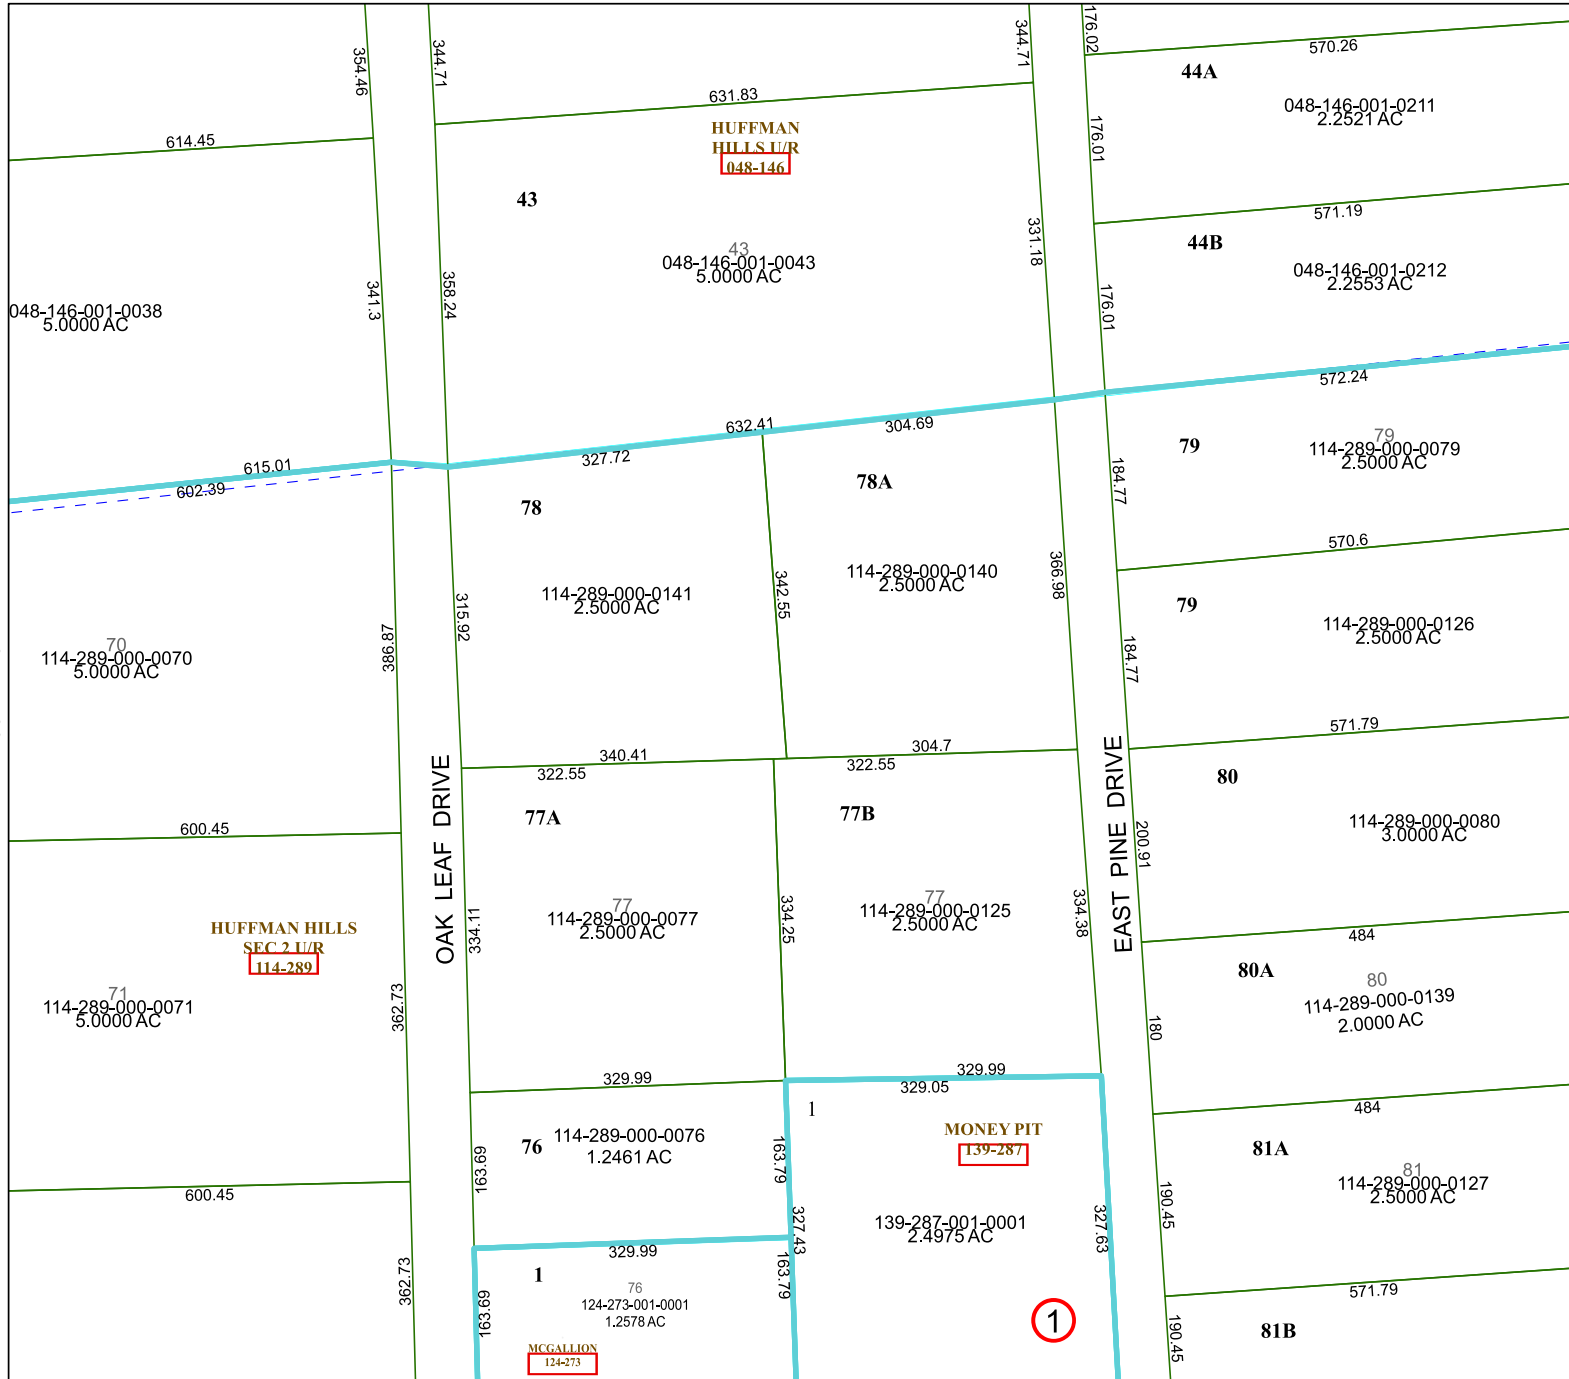 176.02
570.26
344.71
344.71
354.46
44A
048-146-001-0211
2.2521 AC
631.83
HUFFMAN
HILLS U/R
048-146
614.45
176.01
43
571.19
44B
331.18
43
048-146-001-0043
5.0000 AC
048-146-001-0212
2.2553 AC
358.24
341.3
176.01
048-146-001-0038
5.0000 AC
572.24
632.41
304.69
327.72
615.01
602.39
79
79
114-289-000-0079
2.5000 AC
78A
184.77
78
570.6
366.98
114-289-000-0140
2.5000 AC
342.55
114-289-000-0141
2.5000 AC
315.92
79
114-289-000-0126
2.5000 AC
386.87
70
114-289-000-0070
5.0000 AC
184.77
571.79
304.7
340.41
322.55
322.55
80
OAK LEAF DRIVE
EAST PINE DRIVE
77A
77B
600.45
200.91
114-289-000-0080
3.0000 AC
77
114-289-000-0077
2.5000 AC
77
114-289-000-0125
2.5000 AC
334.11
334.25
334.38
HUFFMAN HILLS
SEC 2 U/R
114-289
484
80A
80
114-289-000-0139
2.0000 AC
71
114-289-000-0071
5.0000 AC
362.73
180
329.99
329.99
329.05
1
484
76
114-289-000-0076
1.2461 AC
MONEY PIT
139-287
81A
81
114-289-000-0127
2.5000 AC
163.69
163.79
600.45
190.45
327.43
139-287-001-0001
2.4975 AC
327.63
329.99
362.73
163.79
1
76
124-273-001-0001
1.2578 AC
163.69
571.79
1
81B
190.45
MCGALLION
124-273